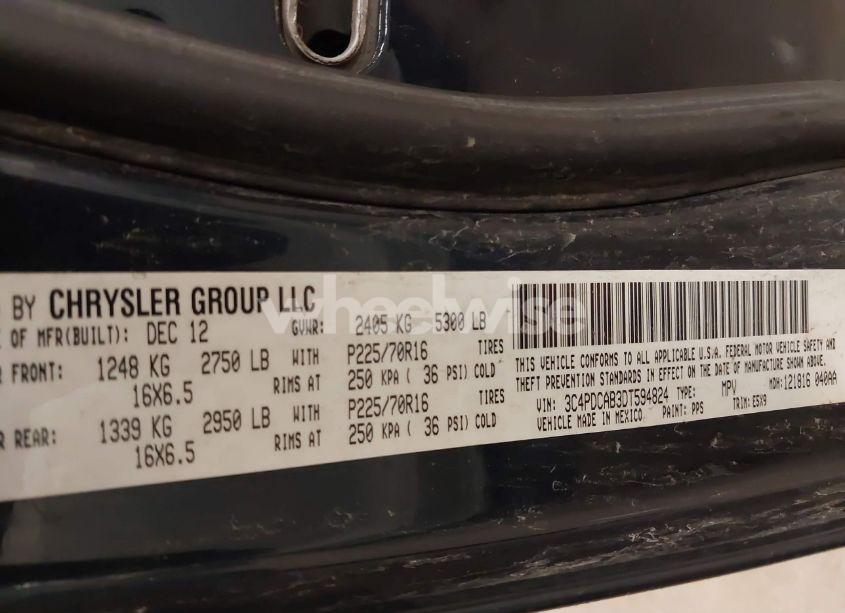 BY CHRYSLER GROUP LLC
OF MFR(BUILT): DEC 12 GVWR: 2405 KG 5300 LB
FRONT: 1248 KG 2750 LB WITH P225/70R16 TIRES
16X6.5 RIMS AT 250 KPA ( 36 PSI) COLD
REAR: 1339 KG 2950 LB WITH P225/70R16 TIRES
16X6.5 RIMS AT 250 KPA ( 36 PSI) COLD
THIS VEHICLE CONFORMS TO ALL APPLICABLE U.S.A. FEDERAL MOTOR VEHICLE SAFETY AND
THEFT PREVENTION STANDARDS IN EFFECT ON THE DATE OF MANUFACTURE SHOWN ABOVE.
VIN: 3C4PDCAB3DT594824 TYPE: MPV MDH: 121816 040AA
VEHICLE MADE IN MEXICO PAINT: PPS TRIM: E5X9
wheelwise